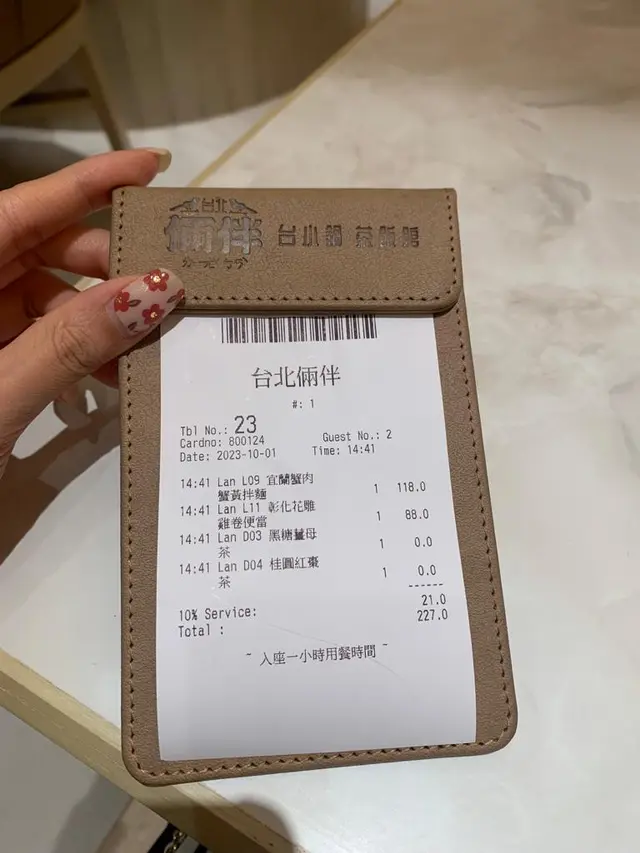 台北
倆伴 台小鍋 茶飯館
台北倆伴
#: 1
Tbl No.: 23
Cardno: 800124 Guest No.: 2
Date: 2023-10-01 Time: 14:41
14:41 Lan L09 宜蘭蟹肉
蟹黃拌麵 1 118.0
14:41 Lan L11 彰化花雕
雞卷便當 1 88.0
14:41 Lan D03 黑糖薑母
茶 1 0.0
14:41 Lan D04 桂圓紅棗
茶 1 0.0
------
10% Service: 21.0
Total : 227.0
~ 入座一小時用餐時間 ~